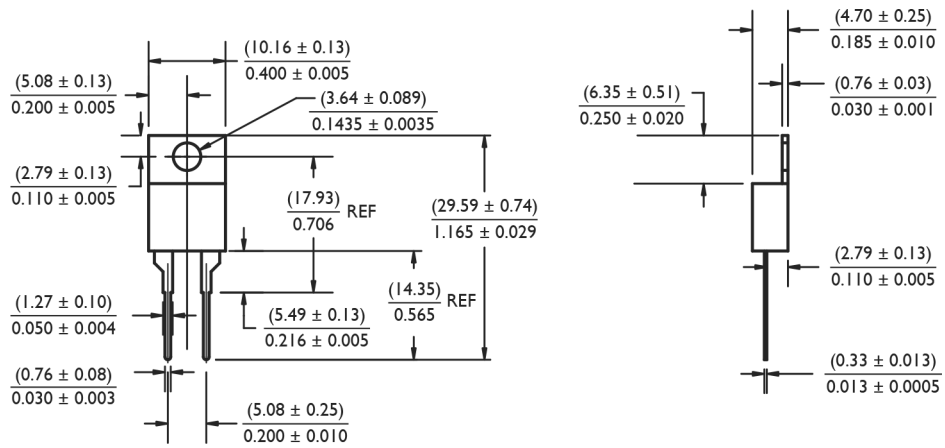 (10.16 ± 0.13)
0.400 ± 0.005
(5.08 ± 0.13)
0.200 ± 0.005
(3.64 ± 0.089)
0.1435 ± 0.0035
(2.79 ± 0.13)
0.110 ± 0.005
(17.93) REF
0.706
(29.59 ± 0.74)
1.165 ± 0.029
(14.35) REF
0.565
(1.27 ± 0.10)
0.050 ± 0.004
(5.49 ± 0.13)
0.216 ± 0.005
(0.76 ± 0.08)
0.030 ± 0.003
(5.08 ± 0.25)
0.200 ± 0.010
(4.70 ± 0.25)
0.185 ± 0.010
(0.76 ± 0.03)
0.030 ± 0.001
(6.35 ± 0.51)
0.250 ± 0.020
(2.79 ± 0.13)
0.110 ± 0.005
(0.33 ± 0.013)
0.013 ± 0.0005